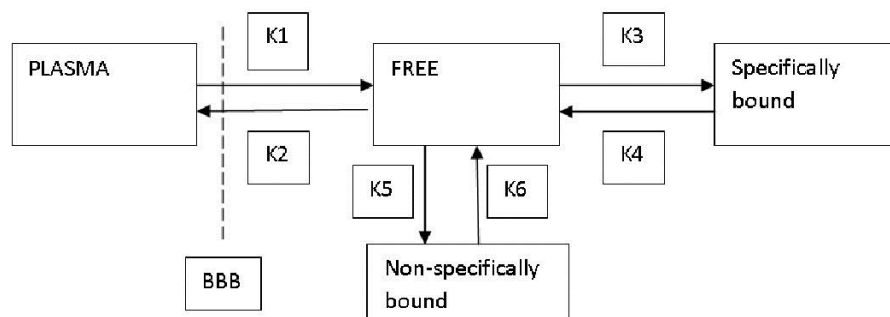 K1
K3
PLASMA
FREE
Specifically
bound
K2
K4
K5
K6
BBB
Non-specifically
bound